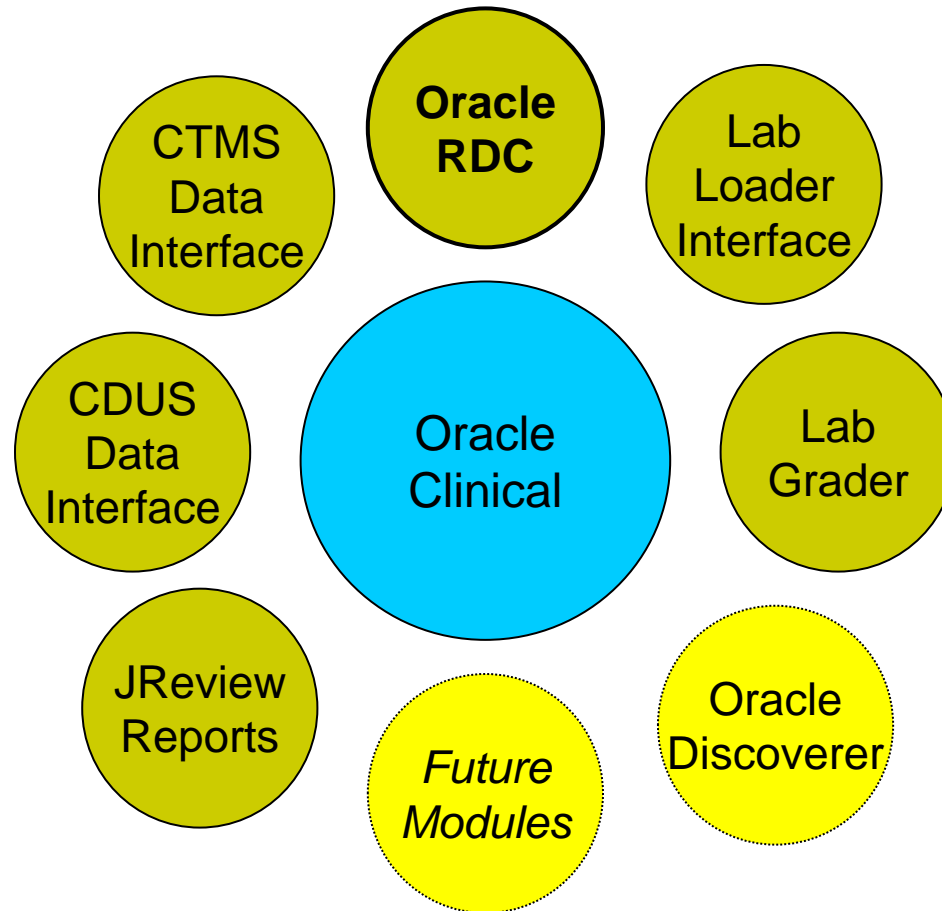 Oracle
RDC
CTMS
Data
Interface
Lab
Loader
Interface
CDUS
Data
Interface
Oracle
Clinical
Lab
Grader
JReview
Reports
Future
Modules
Oracle
Discoverer